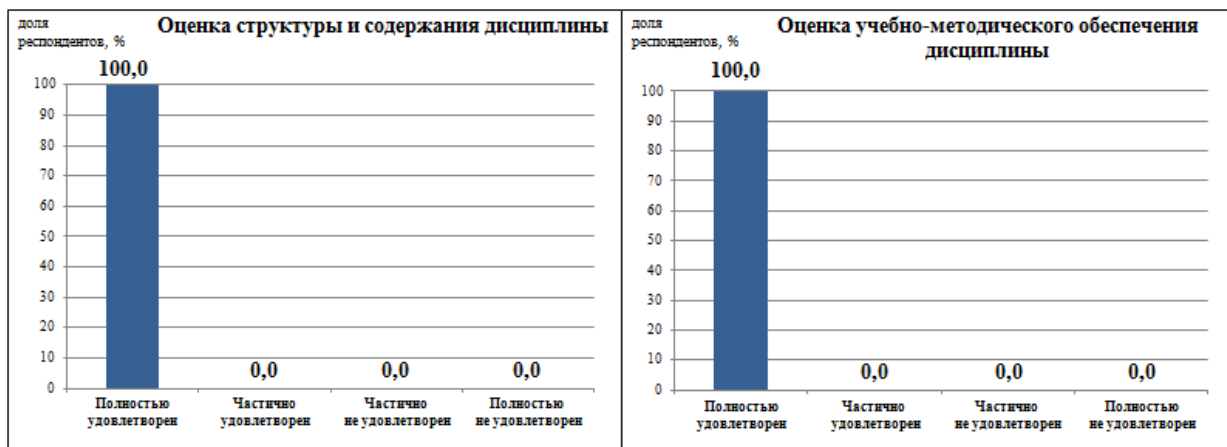 доля
респондентов, %
Оценка структуры и содержания дисциплины
100,0
100
90
80
70
60
50
40
30
20
10
0
0,0
0,0
0,0
Полностью
удовлетворен
Частично
удовлетворен
Частично
не удовлетворен
Полностью
не удовлетворен
доля
респондентов, %
Оценка учебно-методического обеспечения
дисциплины
100,0
100
90
80
70
60
50
40
30
20
10
0
0,0
0,0
0,0
Полностью
удовлетворен
Частично
удовлетворен
Частично
не удовлетворен
Полностью
не удовлетворен